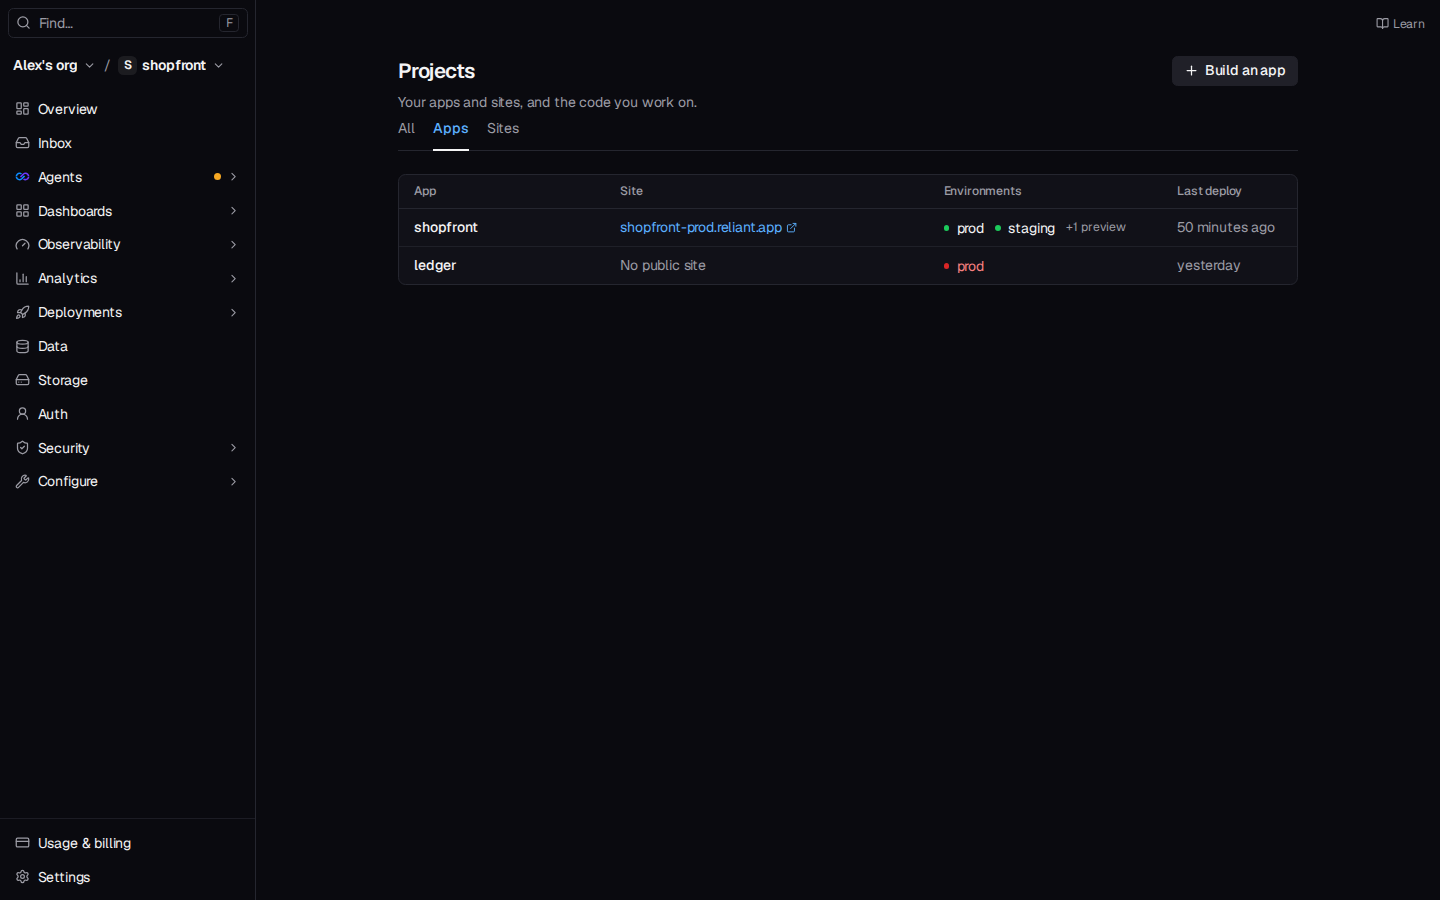 Find...
F
Learn
Alex's org / S shopfront
Overview
Inbox
Agents
Dashboards
Observability
Analytics
Deployments
Data
Storage
Auth
Security
Configure
Usage & billing
Settings
Projects
Build an app
Your apps and sites, and the code you work on.
All Apps Sites
App Site Environments Last deploy
shopfront shopfront-prod.reliant.app prod staging +1 preview 50 minutes ago
ledger No public site prod yesterday